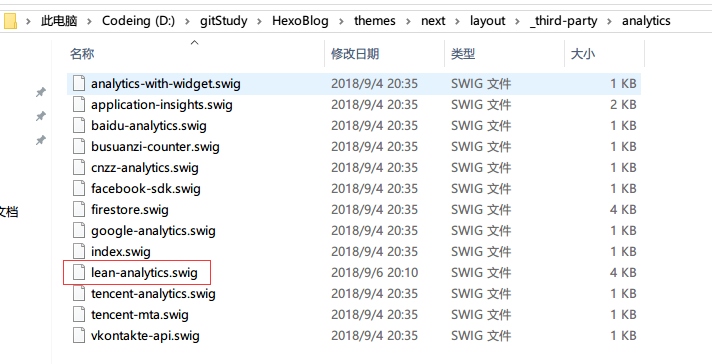 此电脑 > Codeing (D:) > gitStudy > HexoBlog > themes > next > layout > _third-party > analytics
名称 修改日期 类型 大小
analytics-with-widget.swig 2018/9/4 20:35 SWIG 文件 1 KB
application-insights.swig 2018/9/4 20:35 SWIG 文件 2 KB
baidu-analytics.swig 2018/9/4 20:35 SWIG 文件 1 KB
busuanzi-counter.swig 2018/9/4 20:35 SWIG 文件 1 KB
cnzz-analytics.swig 2018/9/4 20:35 SWIG 文件 1 KB
facebook-sdk.swig 2018/9/4 20:35 SWIG 文件 1 KB
文档
firestore.swig 2018/9/4 20:35 SWIG 文件 4 KB
google-analytics.swig 2018/9/4 20:35 SWIG 文件 1 KB
index.swig 2018/9/4 20:35 SWIG 文件 1 KB
lean-analytics.swig 2018/9/6 20:10 SWIG 文件 4 KB
tencent-analytics.swig 2018/9/4 20:35 SWIG 文件 1 KB
tencent-mta.swig 2018/9/4 20:35 SWIG 文件 1 KB
vkontakte-api.swig 2018/9/4 20:35 SWIG 文件 1 KB